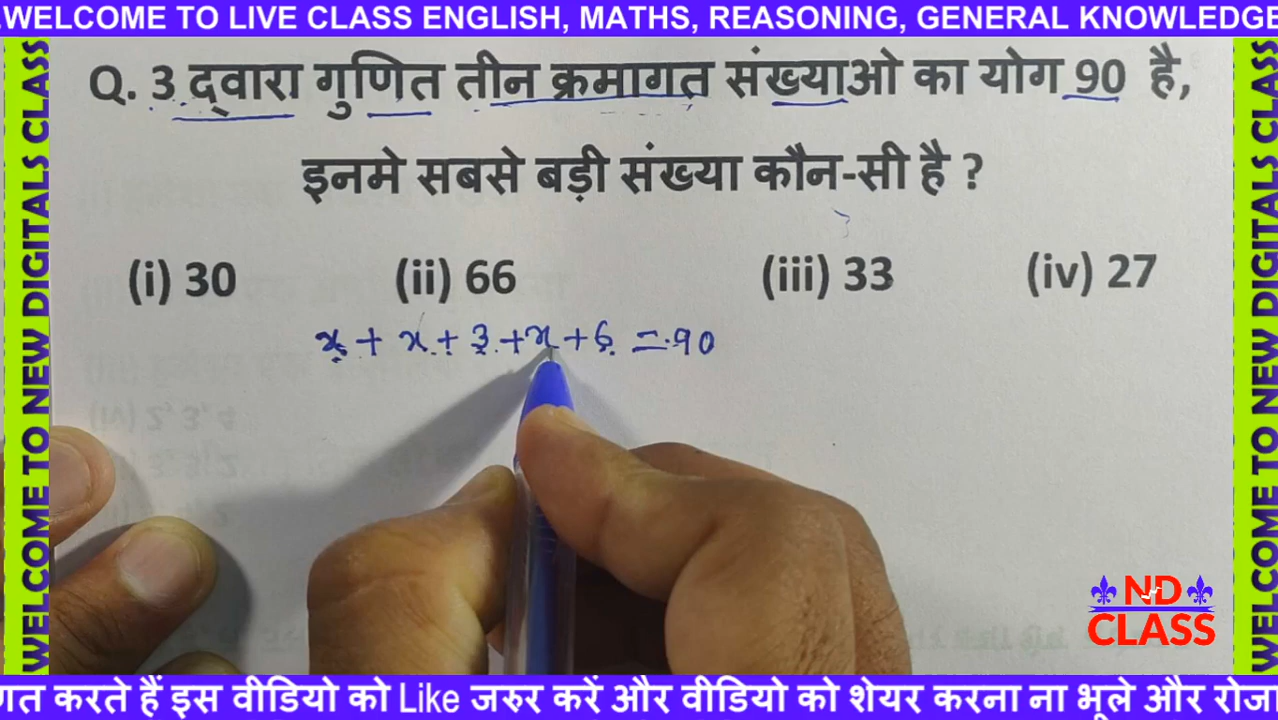 .WELCOME TO LIVE CLASS ENGLISH, MATHS, REASONING, GENERAL KNOWLEDGE
Q. 3 द्वारा गुणित तीन क्रमागत संख्याओ का योग 90 है,
इनमे सबसे बड़ी संख्या कौन-सी है ?
(i) 30 (ii) 66 (iii) 33 (iv) 27
x + x + 3 + x + 6 = 90
WELCOME TO NEW DIGITALS CLASS
WELCOME TO NEW DIGITALS CLASS
ND
CLASS
गत करते हैं इस वीडियो को Like जरुर करें और वीडियो को शेयर करना ना भूले और रोजा